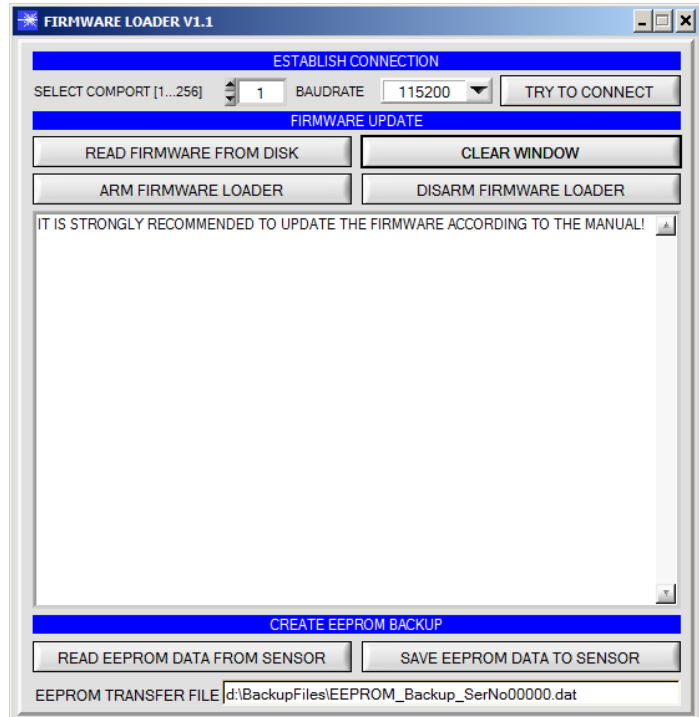 FIRMWARE LOADER V1.1
ESTABLISH CONNECTION
SELECT COMPORT [1...256] 1 BAUDRATE 115200 TRY TO CONNECT
FIRMWARE UPDATE
READ FIRMWARE FROM DISK CLEAR WINDOW
ARM FIRMWARE LOADER DISARM FIRMWARE LOADER
IT IS STRONGLY RECOMMENDED TO UPDATE THE FIRMWARE ACCORDING TO THE MANUAL!
CREATE EEPROM BACKUP
READ EEPROM DATA FROM SENSOR SAVE EEPROM DATA TO SENSOR
EEPROM TRANSFER FILE d:\BackupFiles\EEPROM_Backup_SerNo00000.dat